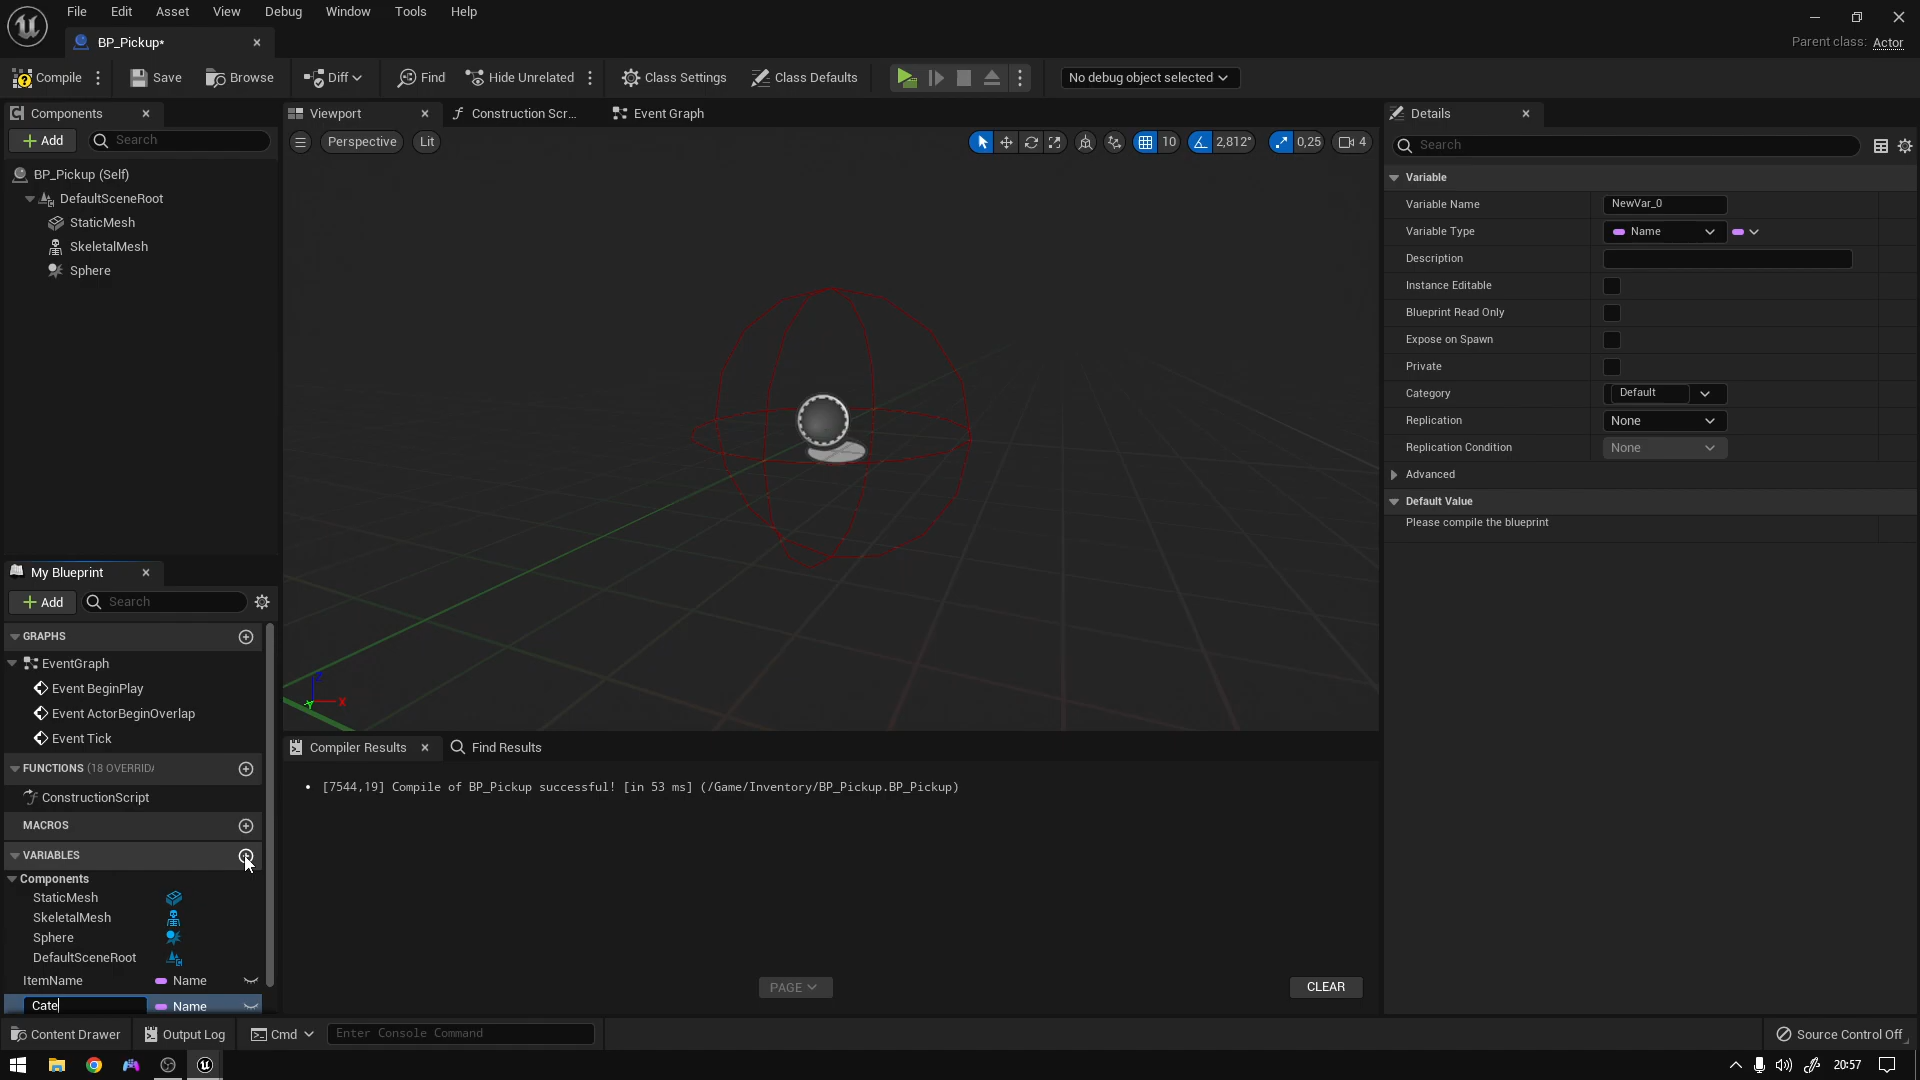 File Edit Asset View Debug Window Tools Help
BP_Pickup*
Parent class: Actor
Compile Save Browse Diff Find Hide Unrelated Class Settings Class Defaults No debug object selected
Components
Add Search
BP_Pickup (Self)
DefaultSceneRoot
StaticMesh
SkeletalMesh
Sphere
Viewport Construction Scr... Event Graph
Perspective Lit 10 2,812° 0,25 4
X
Y
Details
Search
Variable
Variable Name NewVar_0
Variable Type Name
Description
Instance Editable
Blueprint Read Only
Expose on Spawn
Private
Category Default
Replication None
Replication Condition None
Advanced
Default Value
Please compile the blueprint
My Blueprint
Add Search
GRAPHS
EventGraph
Event BeginPlay
Event ActorBeginOverlap
Event Tick
FUNCTIONS (18 OVERRIDA
ConstructionScript
MACROS
VARIABLES
Components
StaticMesh
SkeletalMesh
Sphere
DefaultSceneRoot
ItemName Name
Cate Name
Compiler Results Find Results
[7544,19] Compile of BP_Pickup successful! [in 53 ms] (/Game/Inventory/BP_Pickup.BP_Pickup)
PAGE CLEAR
Content Drawer Output Log Cmd Enter Console Command Source Control Off
20:57